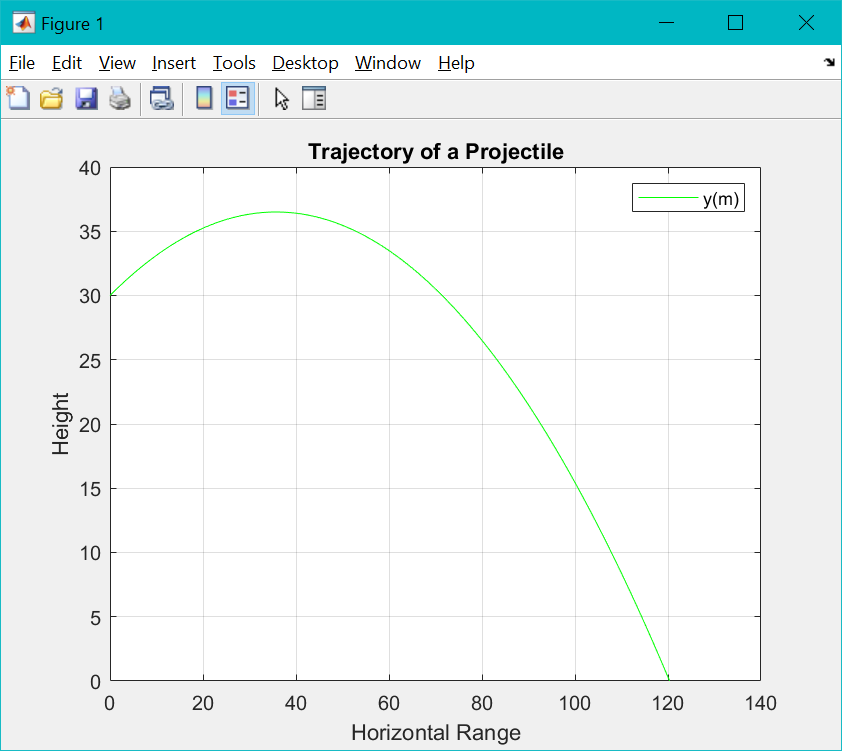 Figure 1
File Edit View Insert Tools Desktop Window Help
Trajectory of a Projectile
y(m)
40
35
30
25
20
15
10
5
0
Height
0 20 40 60 80 100 120 140
Horizontal Range